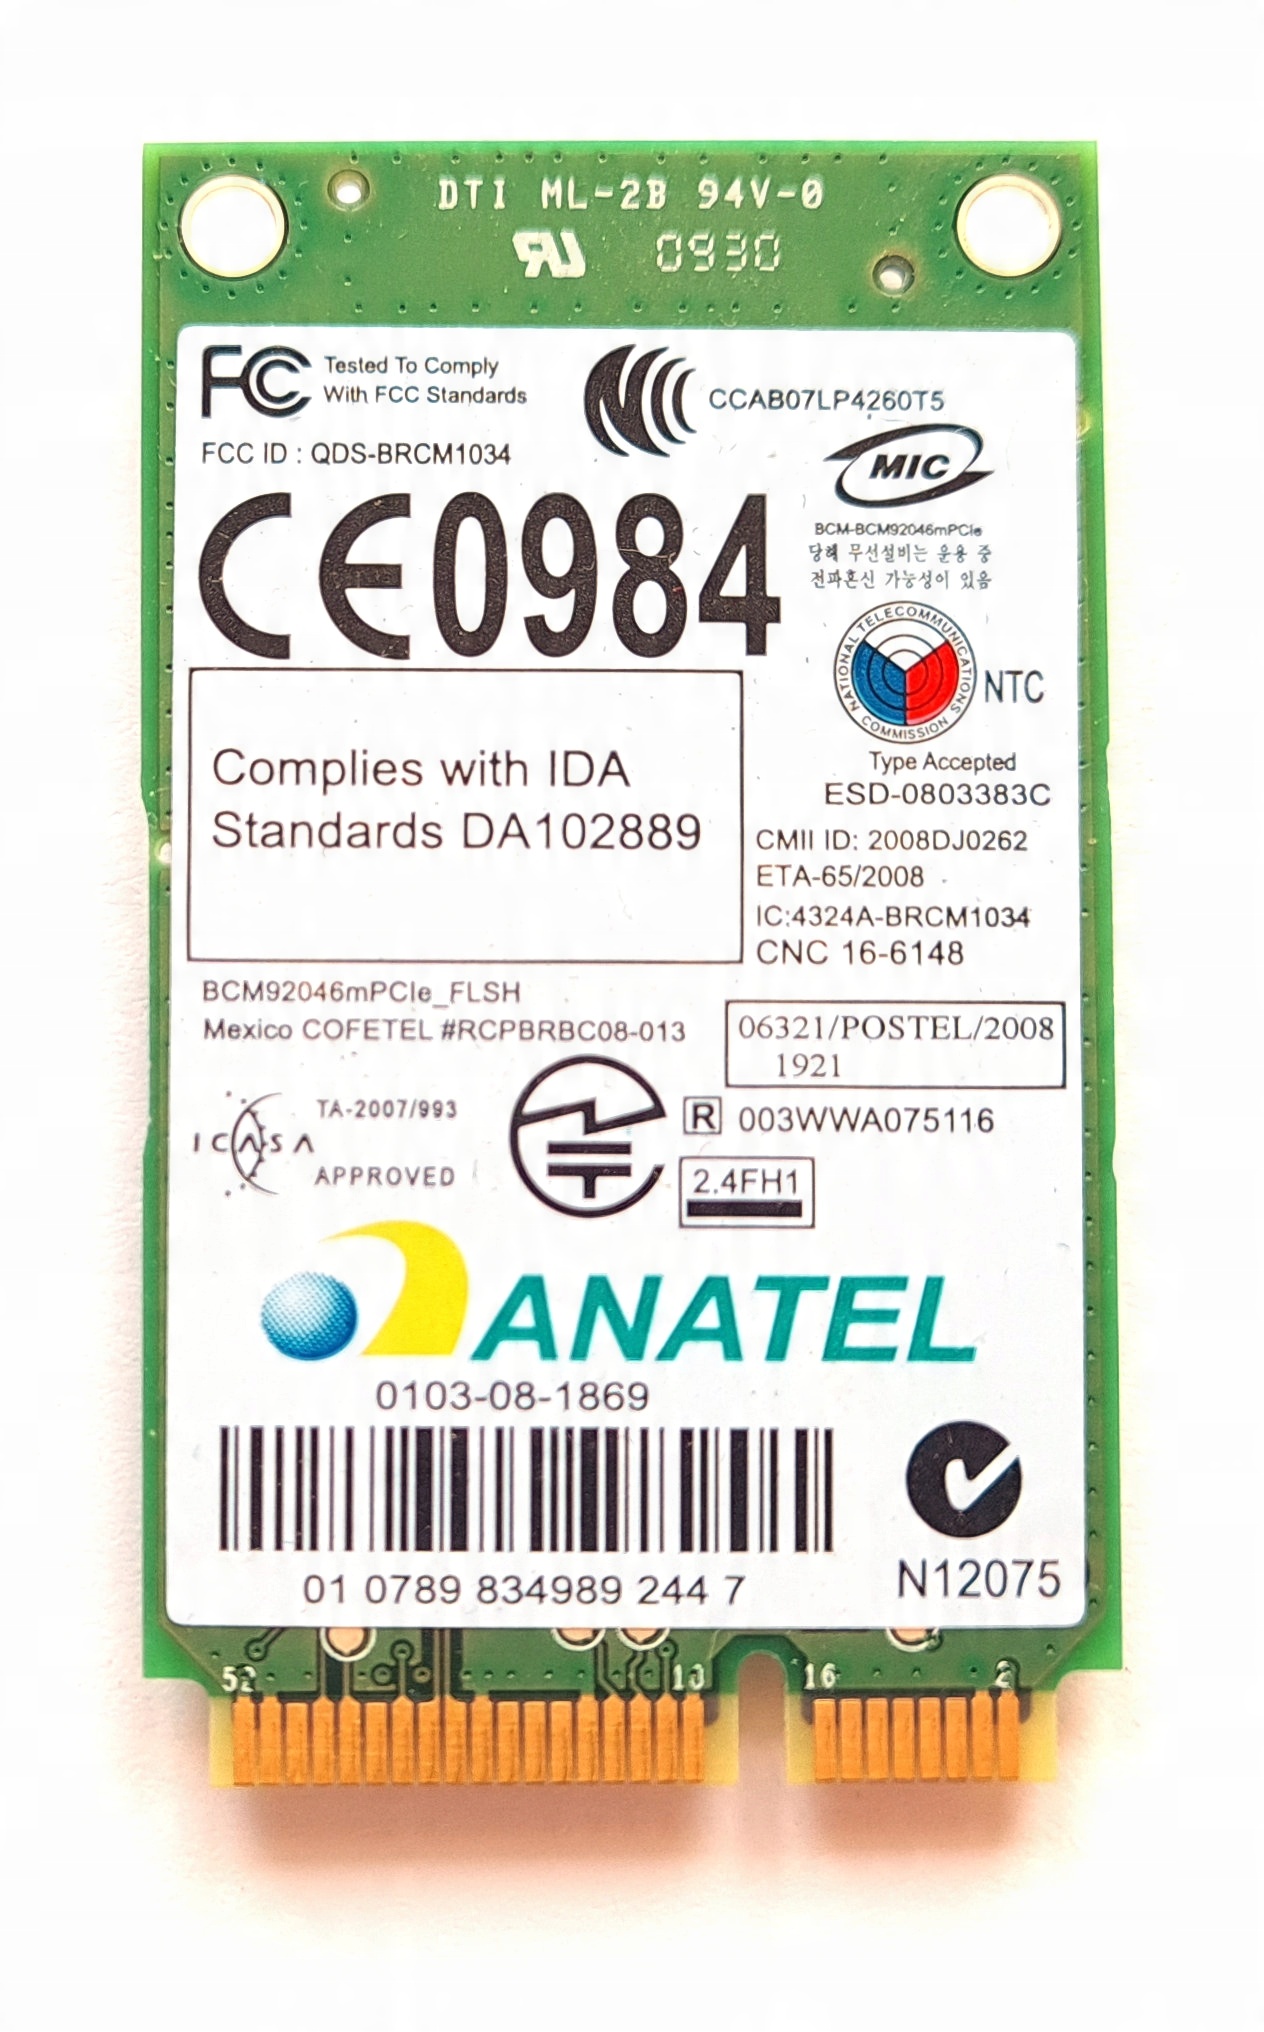 DTI ML-2B 94V-0
0930
FC Tested To Comply
With FCC Standards
FCC ID : QDS-BRCM1034
CCAB07LP4260T5
MIC
BCM-BCM92046mPCIe
당해 무선설비는 운용 중
전파혼신 가능성이 있음
CE0984
NATIONAL TELECOMMUNICATIONS COMMISSION
NTC
Type Accepted
ESD-0803383C
Complies with IDA
Standards DA102889
CMII ID: 2008DJ0262
ETA-65/2008
IC:4324A-BRCM1034
CNC 16-6148
BCM92046mPCIe_FLSH
Mexico COFETEL #RCPBRBC08-013
06321/POSTEL/2008
1921
ICASA
TA-2007/993
APPROVED
R 003WWA075116
2.4FH1
ANATEL
0103-08-1869
01 0789 834989 244 7
N12075
52 10 16 2